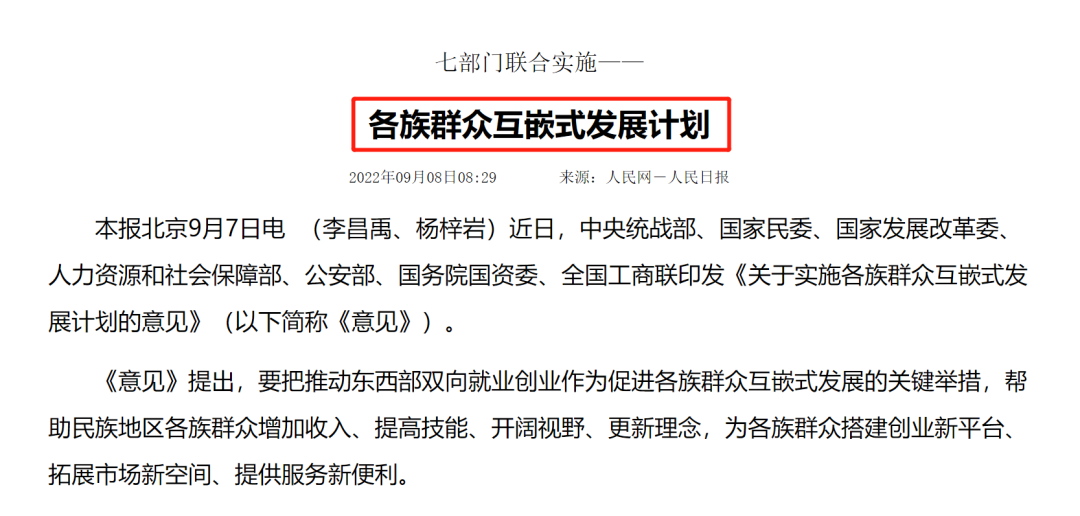 七部门联合实施——
各族群众互嵌式发展计划
2022年09月08日08:29 来源：人民网－人民日报
本报北京9月7日电 （李昌禹、杨梓岩）近日，中央统战部、国家民委、国家发展改革委、
人力资源和社会保障部、公安部、国务院国资委、全国工商联印发《关于实施各族群众互嵌式发
展计划的意见》（以下简称《意见》）。
《意见》提出，要把推动东西部双向就业创业作为促进各族群众互嵌式发展的关键举措，帮
助民族地区各族群众增加收入、提高技能、开阔视野、更新理念，为各族群众搭建创业新平台、
拓展市场新空间、提供服务新便利。